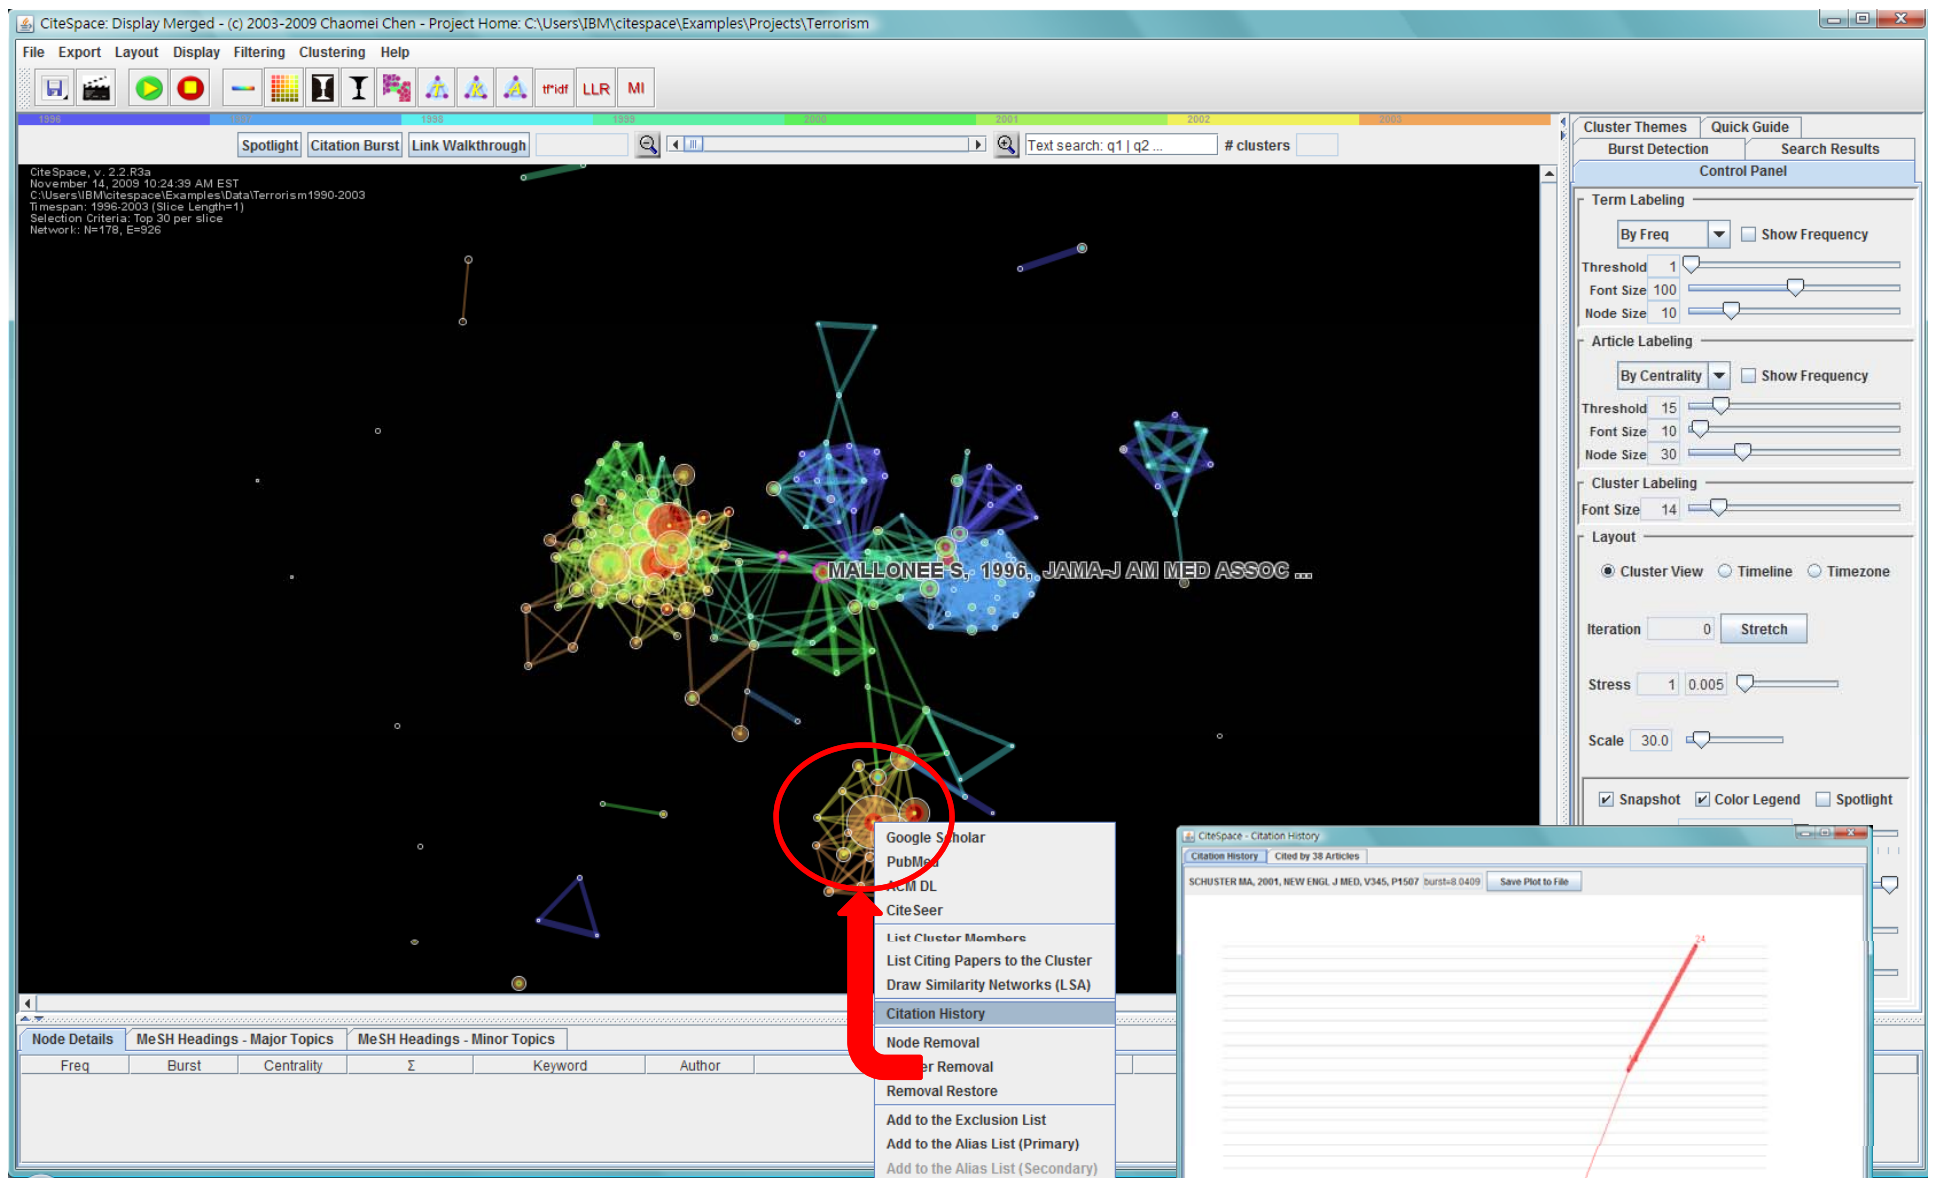 CiteSpace: Display Merged - (c) 2003-2009 Chaomei Chen - Project Home: C:\Users\IBM\citespace\Examples\Projects\Terrorism
File Export Layout Display Filtering Clustering Help
T K A tf*idf LLR MI
1996 1998 1999 2000 2001 2002 2003
Spotlight Citation Burst Link Walkthrough Text search: q1 | q2 ... # clusters
CiteSpace, v. 2.2.R3a
November 14, 2009 10:24:39 AM EST
C:\Users\IBM\citespace\Examples\Data\Terrorism1990-2003
Timespan: 1996-2003 (Slice Length=1)
Selection Criteria: Top 30 per slice
Network: N=178, E=926
MALLONEE S, 1996, JAMA-J AM MED ASSOC ...
Cluster Themes Quick Guide
Burst Detection Search Results
Control Panel
Term Labeling
By Freq Show Frequency
Threshold 1
Font Size 100
Node Size 10
Article Labeling
By Centrality Show Frequency
Threshold 15
Font Size 10
Node Size 30
Cluster Labeling
Font Size 14
Layout
Cluster View Timeline Timezone
Iteration 0 Stretch
Stress 1 0.005
Scale 30.0
Snapshot Color Legend Spotlight
Google Scholar
PubMed
ACM DL
CiteSeer
List Cluster Members
List Citing Papers to the Cluster
Draw Similarity Networks (LSA)
Citation History
Node Removal
er Removal
Removal Restore
Add to the Exclusion List
Add to the Alias List (Primary)
Add to the Alias List (Secondary)
CiteSpace - Citation History
Citation History Cited by 38 Articles
SCHUSTER MA, 2001, NEW ENGL J MED, V345, P1507 burst=8.0409 Save Plot to File
24
Node Details MeSH Headings - Major Topics MeSH Headings - Minor Topics
Freq Burst Centrality Σ Keyword Author